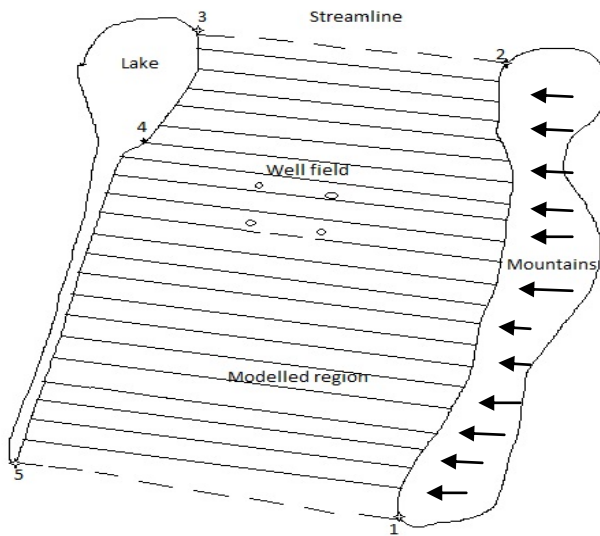 3
Streamline
2
Lake
4
Well field
Mountains
Modelled region
5
1